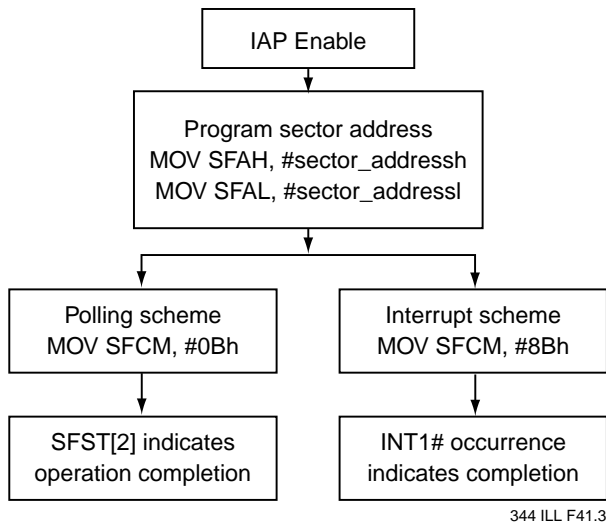 IAP Enable
Program sector address
MOV SFAH, #sector_addressh
MOV SFAL, #sector_addressl
Polling scheme
MOV SFCM, #0Bh
Interrupt scheme
MOV SFCM, #8Bh
SFST[2] indicates
operation completion
INT1# occurrence
indicates completion
344 ILL F41.3